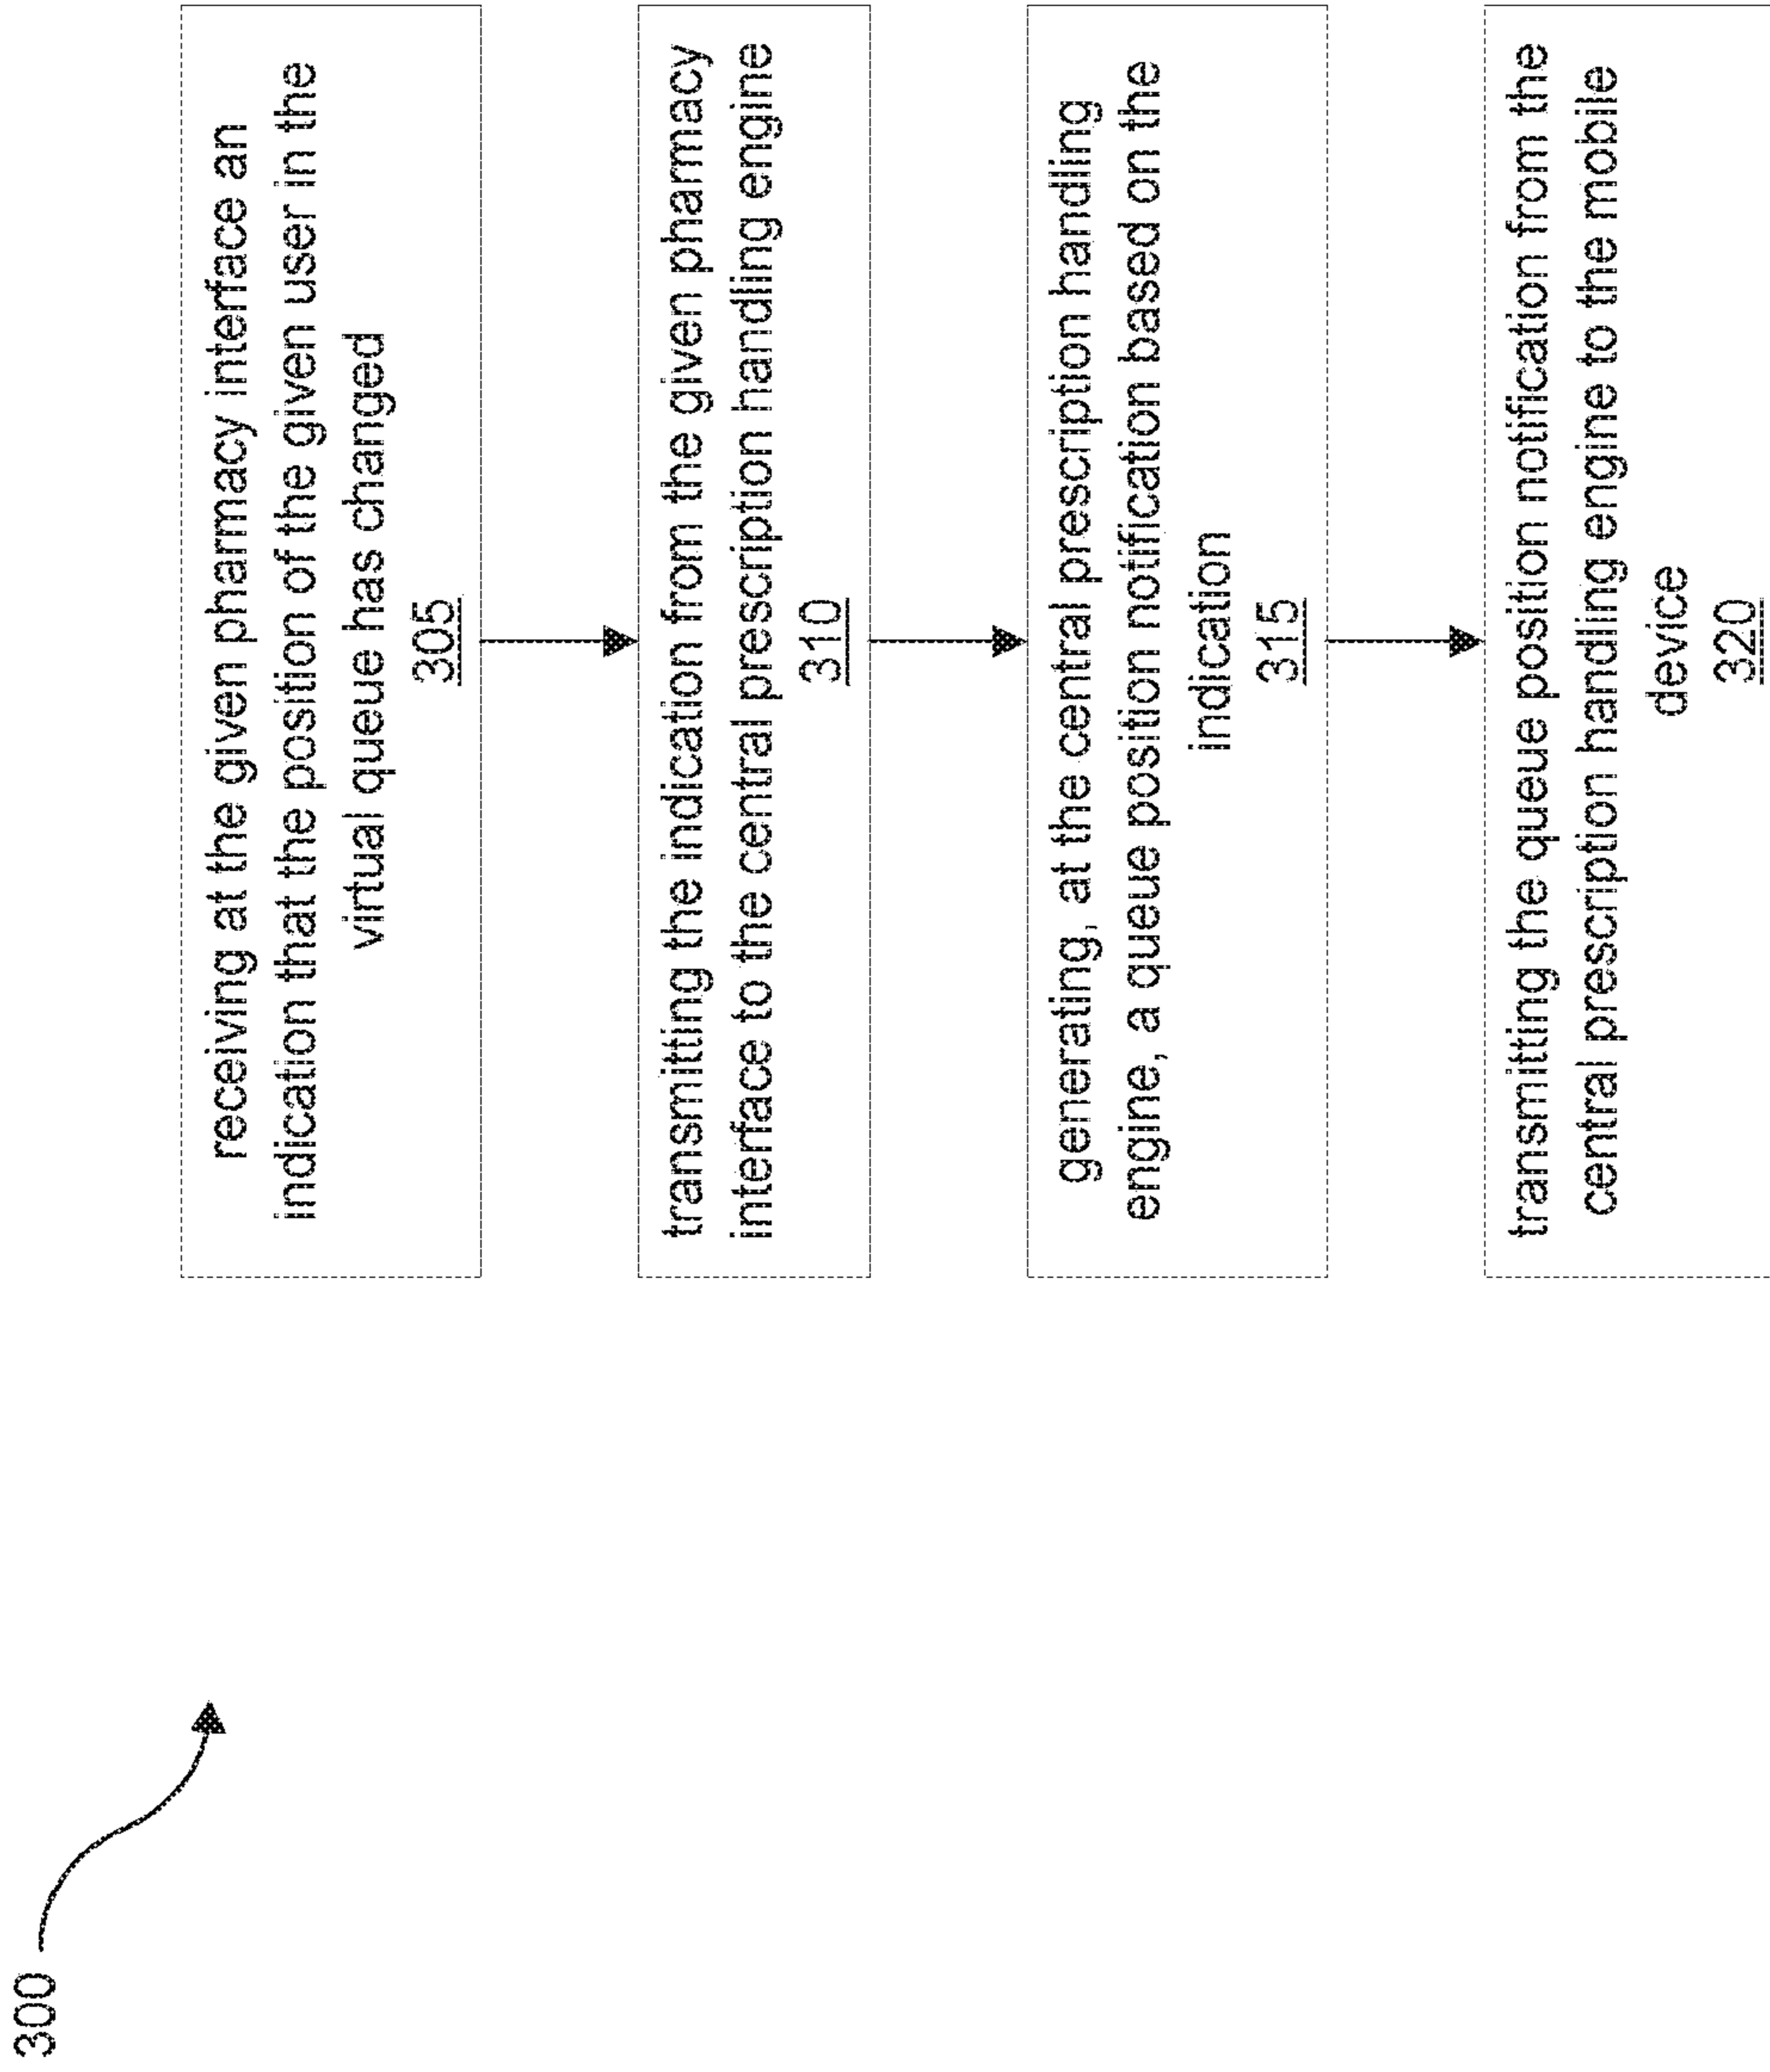 300
receiving at the given pharmacy interface an
indication that the position of the given user in the
virtual queue has changed
305
transmitting the indication from the given pharmacy
interface to the central prescription handling engine
310
generating, at the central prescription handling
engine, a queue position notification based on the
indication
315
transmitting the queue position notification from the
central prescription handling engine to the mobile
device
320